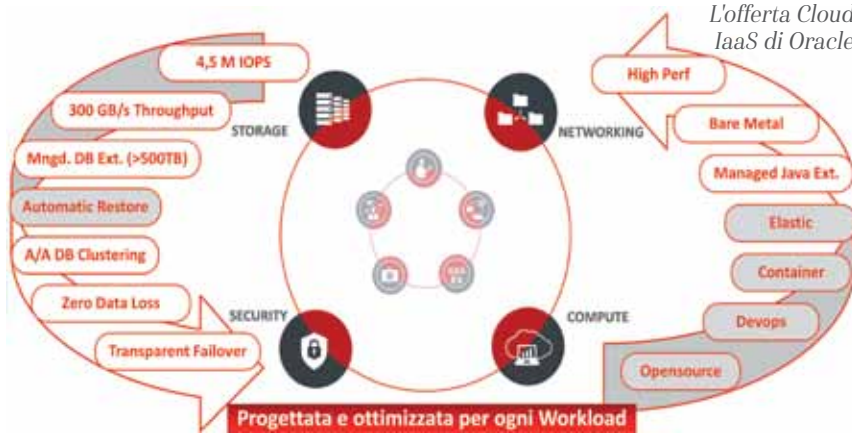 L'offerta Cloud
IaaS di Oracle
4,5 M IOPS
300 GB/s Throughput
Mngd. DB Ext. (>500TB)
Automatic Restore
A/A DB Clustering
Zero Data Loss
Transparent Failover
STORAGE
NETWORKING
SECURITY
COMPUTE
High Perf
Bare Metal
Managed Java Ext.
Elastic
Container
Devops
Opensource
Progettata e ottimizzata per ogni Workload